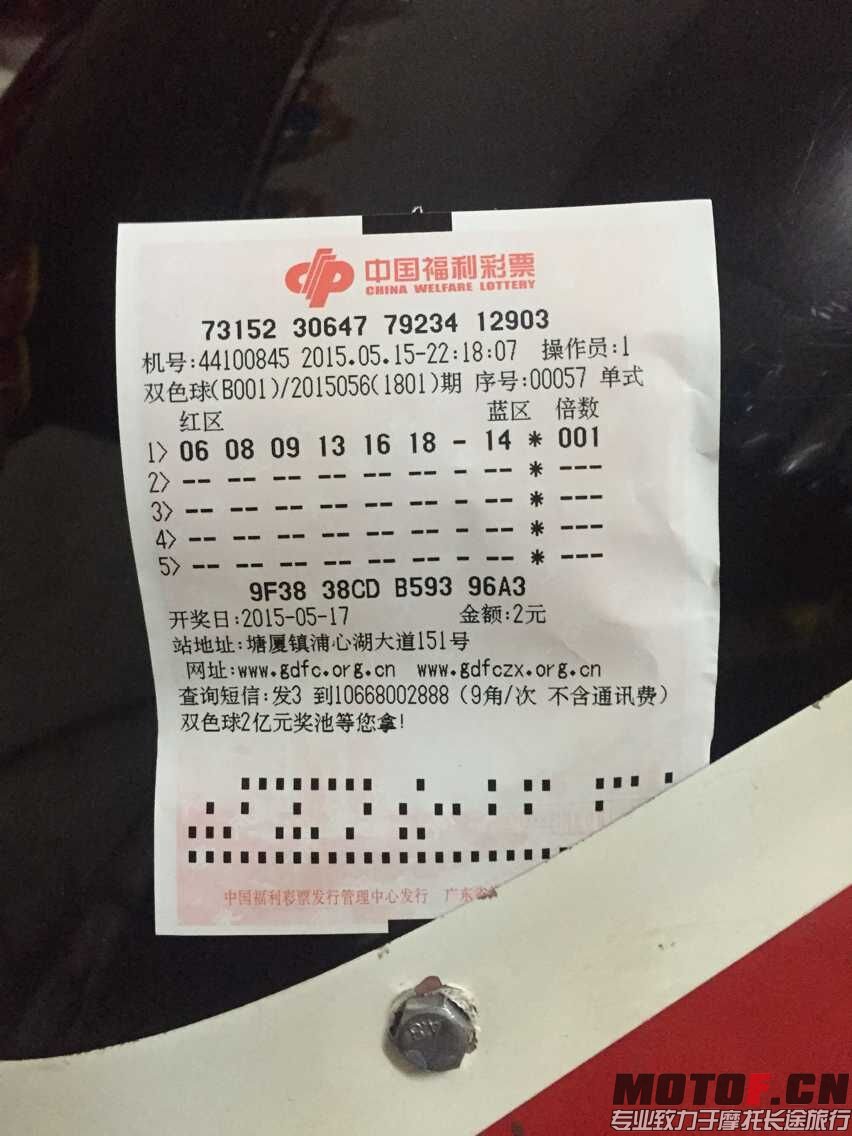 中国福利彩票
CHINA WELFARE LOTTERY
73152 30647 79234 12903
机号:44100845 2015.05.15-22:18:07 操作员:1
双色球(B001)/2015056(1801)期 序号:00057 单式
红区 蓝区 倍数
1> 06 08 09 13 16 18 - 14 * 001
2> -- -- -- -- -- -- - -- * ---
3> -- -- -- -- -- -- - -- * ---
4> -- -- -- -- -- -- - -- * ---
5> -- -- -- -- -- -- - -- * ---
9F38 38CD B593 96A3
开奖日:2015-05-17 金额:2元
站地址:塘厦镇浦心湖大道151号
网址:www.gdfc.org.cn www.gdfczx.org.cn
查询短信:发3 到10668002888(9角/次 不含通讯费)
双色球2亿元奖池等您拿!
中国福利彩票发行管理中心发行 广东省
MOTOF.CN
专业致力于摩托长途旅行